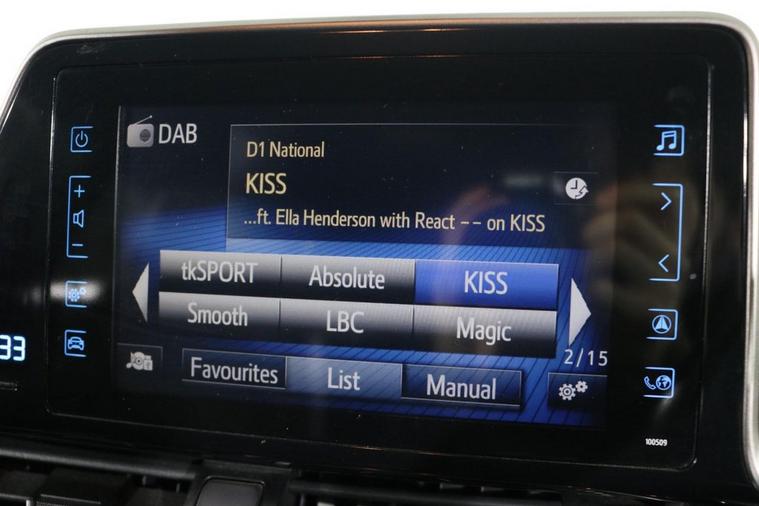 DAB
D1 National
KISS
...ft. Ella Henderson with React -- on KISS
tkSPORT Absolute KISS
Smooth LBC Magic
2/15
Favourites List Manual
33
100509